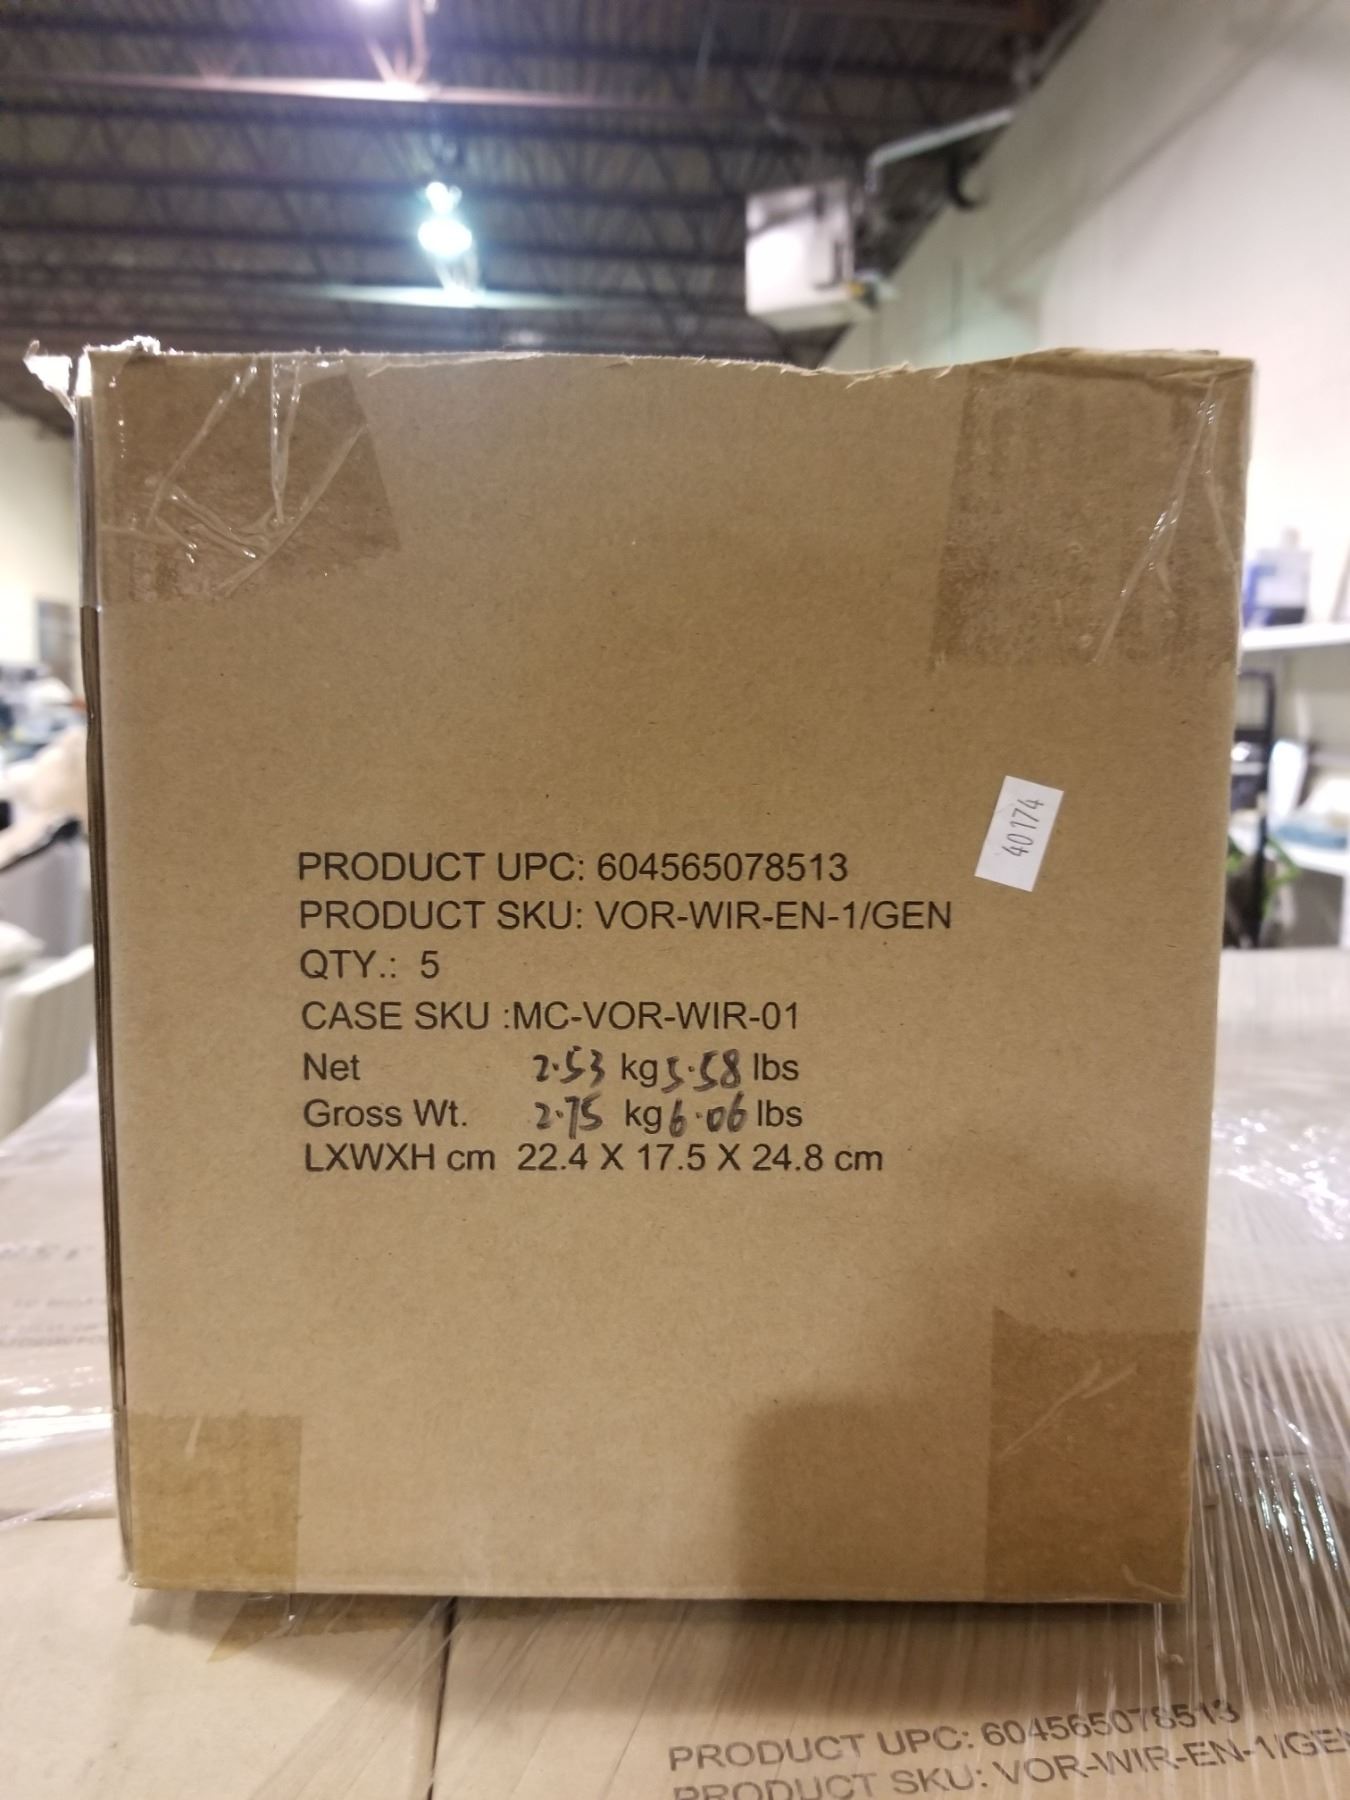 40174
PRODUCT UPC: 604565078513
PRODUCT SKU: VOR-WIR-EN-1/GEN
QTY.: 5
CASE SKU :MC-VOR-WIR-01
Net 2.53 kg 5.58 lbs
Gross Wt. 2.75 kg 6.06 lbs
LXWXH cm 22.4 X 17.5 X 24.8 cm
PRODUCT UPC: 604565078513
PRODUCT SKU: VOR-WIR-EN-1/GEN